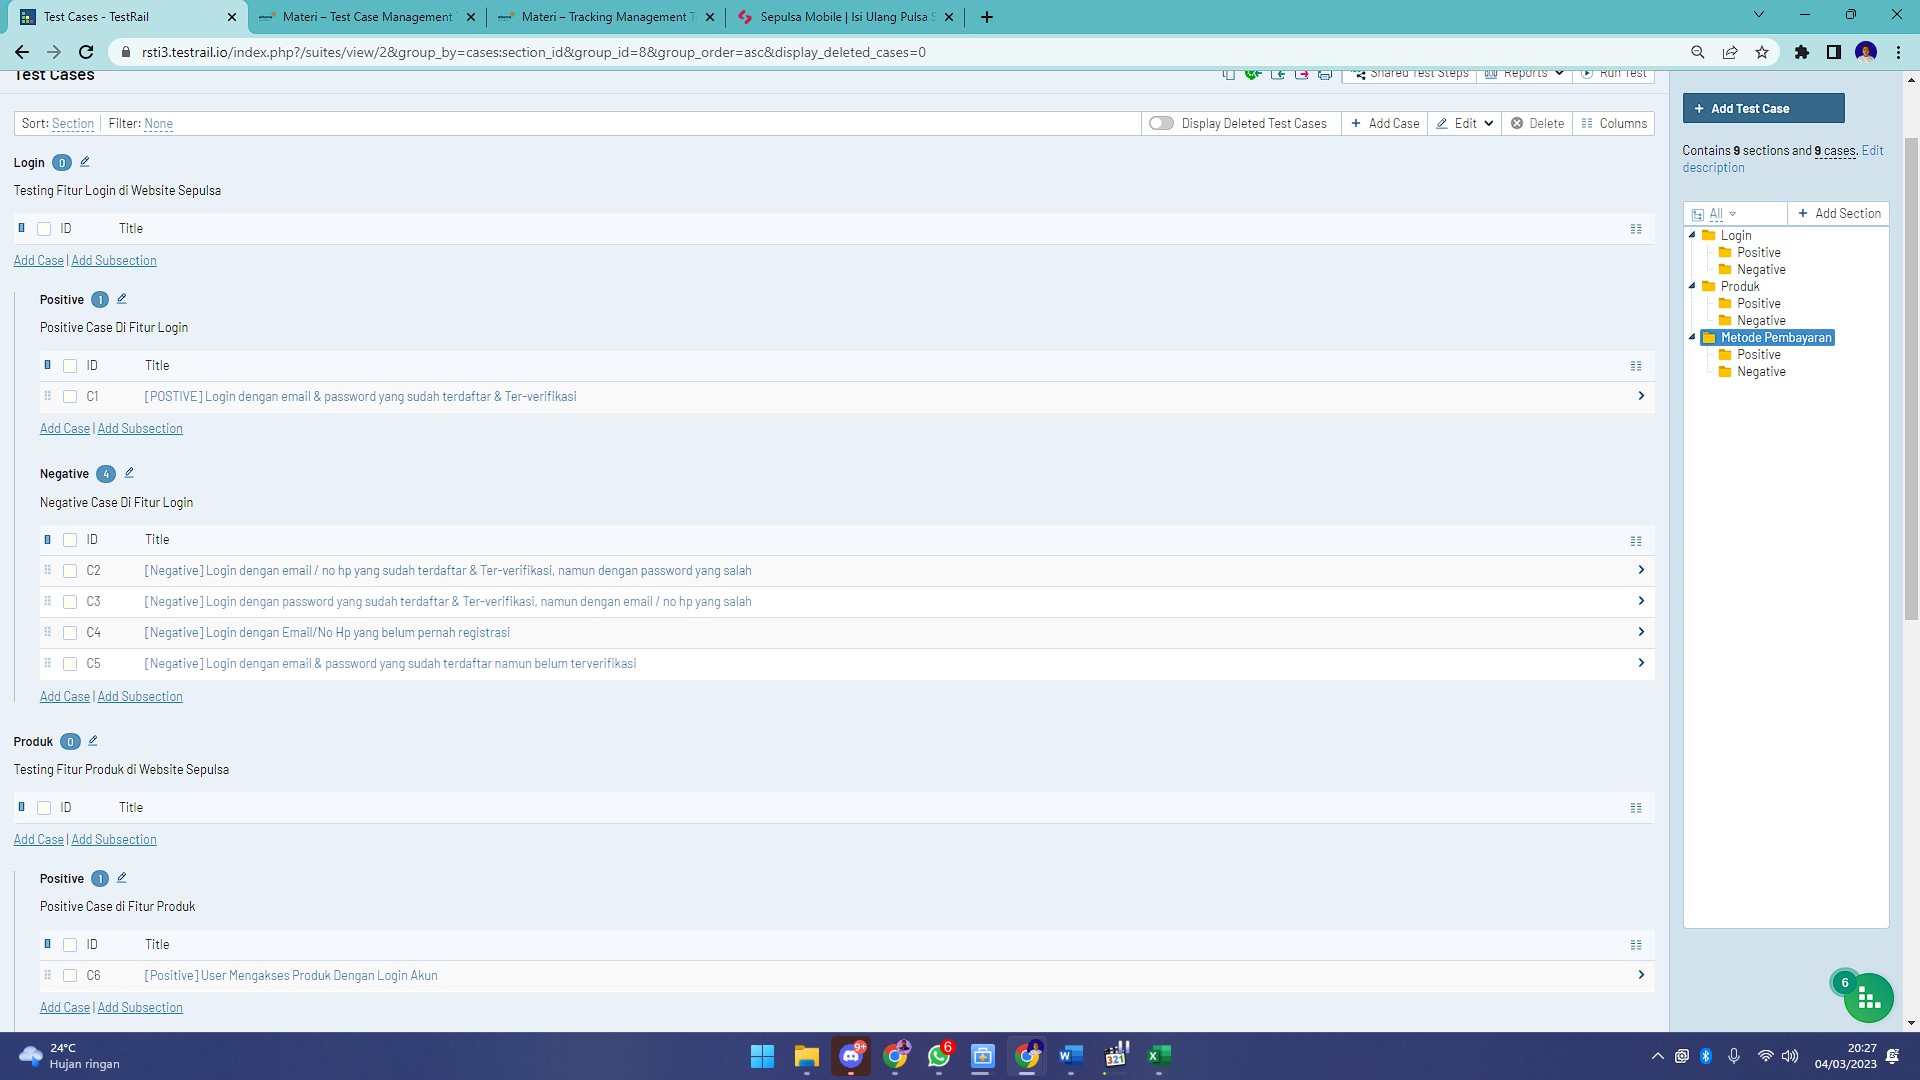 Test Cases - TestRail
Materi – Test Case Management
Materi – Tracking Management T
Sepulsa Mobile | Isi Ulang Pulsa S
rsti3.testrail.io/index.php?/suites/view/2&group_by=cases:section_id&group_id=8&group_order=asc&display_deleted_cases=0
Test Cases
Shared Test Steps
Reports
Run Test
Sort: Section
Filter: None
Display Deleted Test Cases
+ Add Case
Edit
Delete
Columns
Login 0
Testing Fitur Login di Website Sepulsa
ID Title
Add Case | Add Subsection
Positive 1
Positive Case Di Fitur Login
ID Title
C1 [POSTIVE] Login dengan email & password yang sudah terdaftar & Ter-verifikasi
Add Case | Add Subsection
Negative 4
Negative Case Di Fitur Login
ID Title
C2 [Negative] Login dengan email / no hp yang sudah terdaftar & Ter-verifikasi, namun dengan password yang salah
C3 [Negative] Login dengan password yang sudah terdaftar & Ter-verifikasi, namun dengan email / no hp yang salah
C4 [Negative] Login dengan Email/No Hp yang belum pernah registrasi
C5 [Negative] Login dengan email & password yang sudah terdaftar namun belum terverifikasi
Add Case | Add Subsection
Produk 0
Testing Fitur Produk di Website Sepulsa
ID Title
Add Case | Add Subsection
Positive 1
Positive Case di Fitur Produk
ID Title
C6 [Positive] User Mengakses Produk Dengan Login Akun
Add Case | Add Subsection
+ Add Test Case
Contains 9 sections and 9 cases. Edit
description
All
+ Add Section
Login
Positive
Negative
Produk
Positive
Negative
Metode Pembayaran
Positive
Negative
6
24°C
Hujan ringan
9+
6
321
20:27
04/03/2023